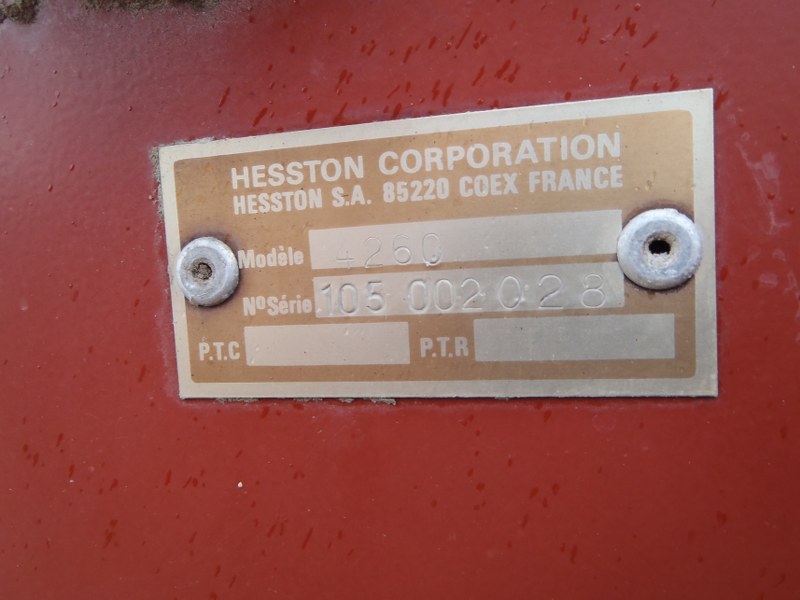 HESSTON CORPORATION
HESSTON S.A. 85220 COEX FRANCE
Modèle 4260
NoSérie 105 002028
P.T.C P.T.R